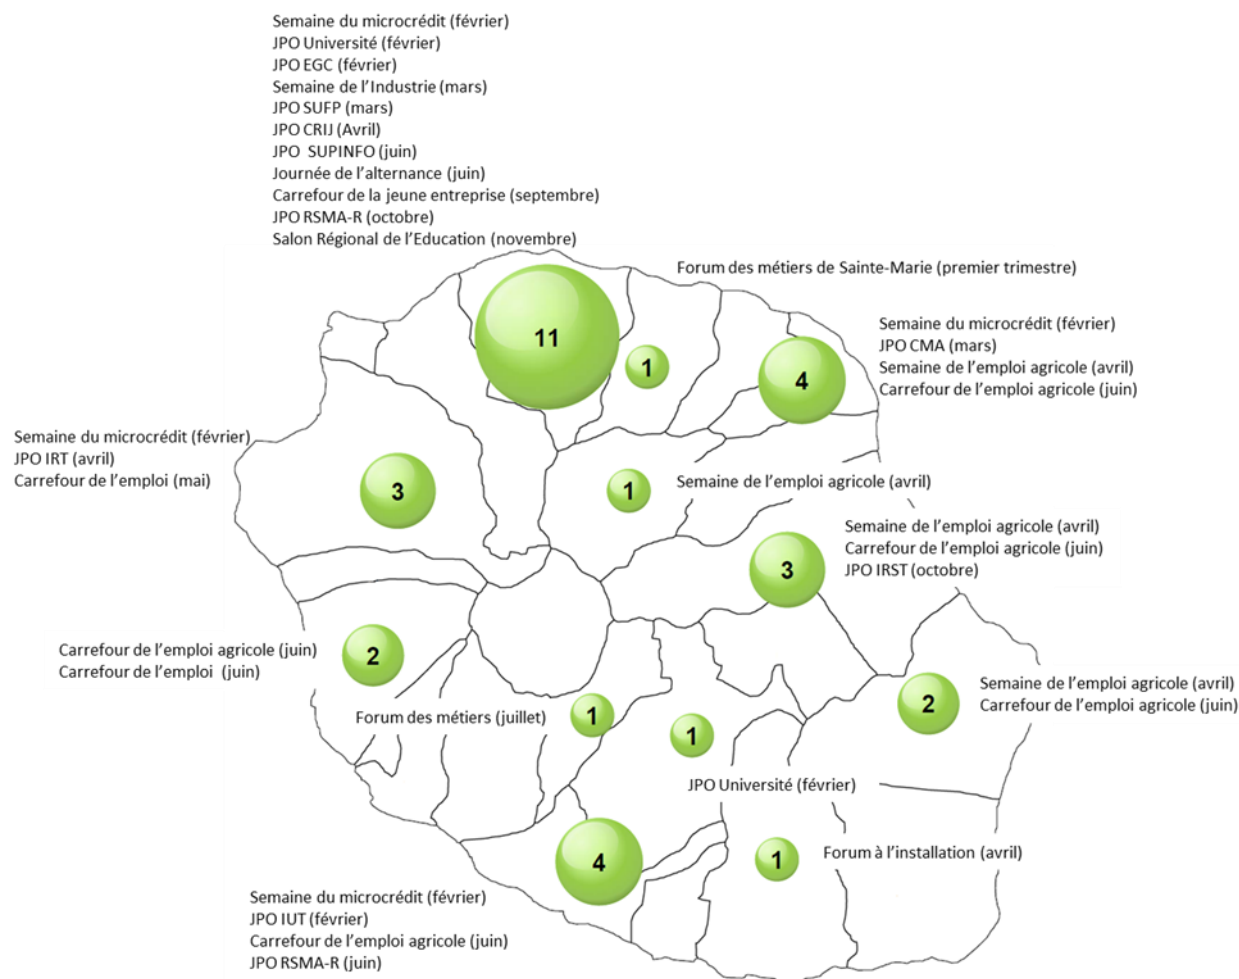 Semaine du microcrédit (février)
JPO Université (février)
JPO EGC (février)
Semaine de l'Industrie (mars)
JPO SUFP (mars)
JPO CRIJ (Avril)
JPO SUPINFO (juin)
Journée de l'alternance (juin)
Carrefour de la jeune entreprise (septembre)
JPO RSMA-R (octobre)
Salon Régional de l'Education (novembre)
11
Forum des métiers de Sainte-Marie (premier trimestre)
1
Semaine du microcrédit (février)
JPO CMA (mars)
Semaine de l'emploi agricole (avril)
Carrefour de l'emploi agricole (juin)
4
Semaine du microcrédit (février)
JPO IRT (avril)
Carrefour de l'emploi (mai)
3
1
Semaine de l'emploi agricole (avril)
Semaine de l'emploi agricole (avril)
Carrefour de l'emploi agricole (juin)
JPO IRST (octobre)
3
Carrefour de l'emploi agricole (juin)
Carrefour de l'emploi (juin)
2
Semaine de l'emploi agricole (avril)
Carrefour de l'emploi agricole (juin)
2
Forum des métiers (juillet)
1
1
JPO Université (février)
4
1
Forum à l'installation (avril)
Semaine du microcrédit (février)
JPO IUT (février)
Carrefour de l'emploi agricole (juin)
JPO RSMA-R (juin)